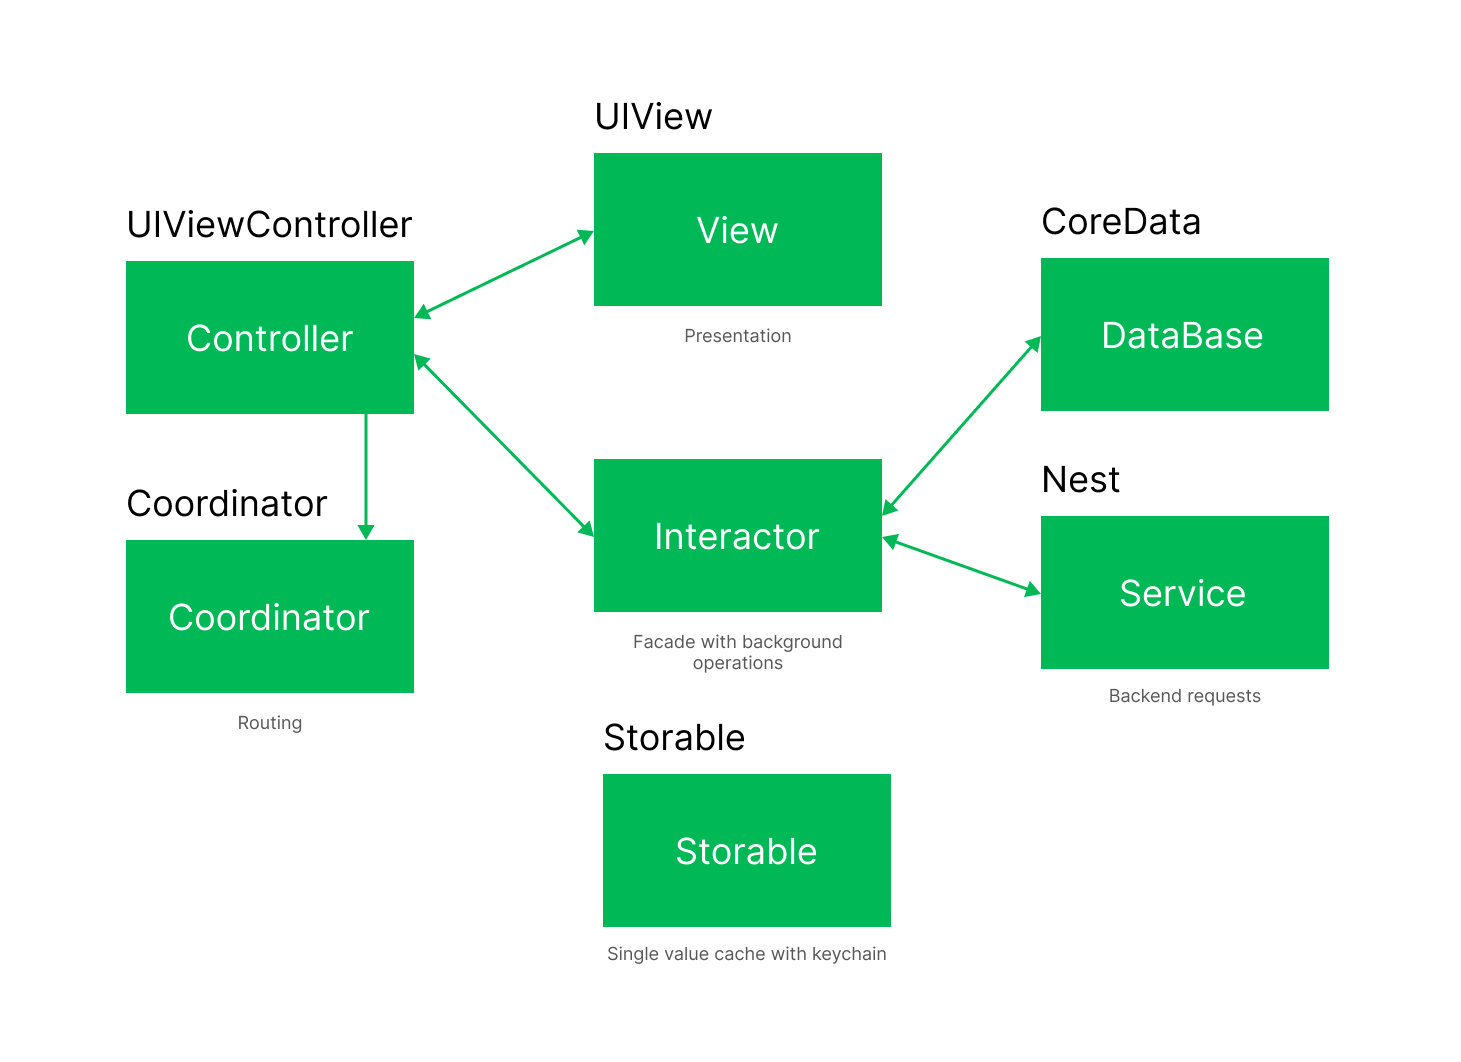 UIView
View
Presentation
UIViewController
Controller
CoreData
DataBase
Coordinator
Coordinator
Routing
Interactor
Facade with background
operations
Nest
Service
Backend requests
Storable
Storable
Single value cache with keychain